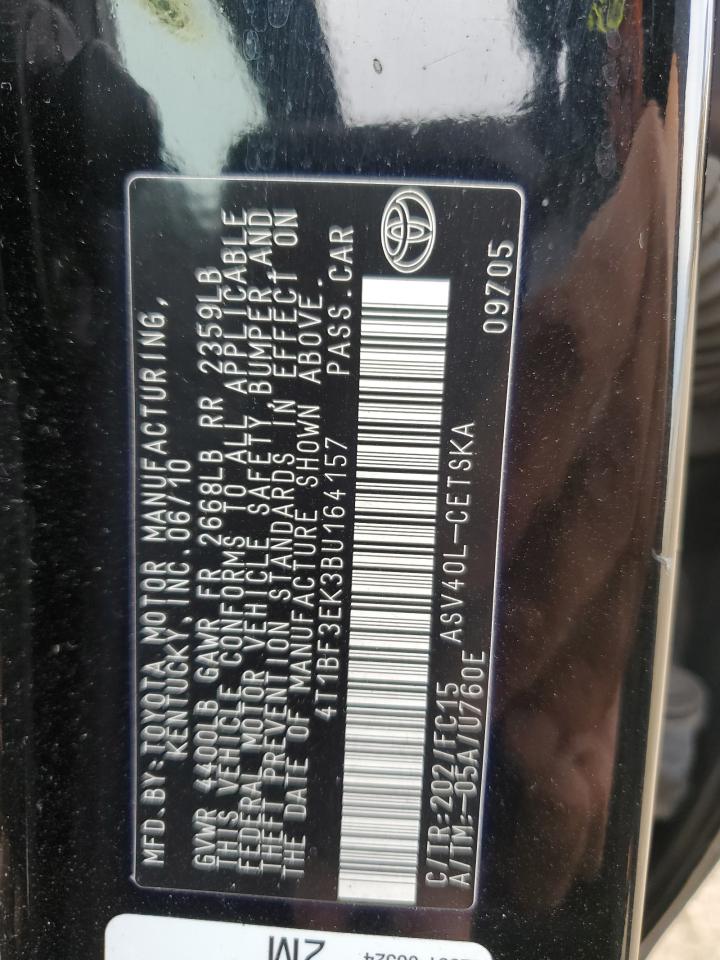 MFD.BY:TOYOTA MOTOR MANUFACTURING,
KENTUCKY, INC.06/10
GVWR 4400LB GAWR FR 2668LB RR 2359LB
THIS VEHICLE CONFORMS TO ALL APPLICABLE
FEDERAL MOTOR VEHICLE SAFETY,BUMPER,AND
THEFT PREVENTION STANDARDS IN EFFECT ON
THE DATE OF MANUFACTURE SHOWN ABOVE.
4T1BF3EK3BU164157 PASS.CAR
C/TR:202/FC15 ASV40L-CETSKA
A/TM:-05A/U760E
09705
2M